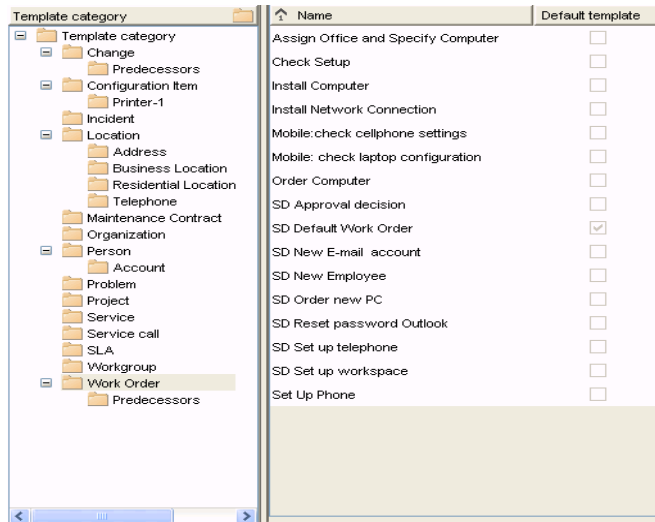 Template category
Template category
Change
Predecessors
Configuration Item
Printer-1
Incident
Location
Address
Business Location
Residential Location
Telephone
Maintenance Contract
Organization
Person
Account
Problem
Project
Service
Service call
SLA
Workgroup
Work Order
Predecessors
Name Default template
Assign Office and Specify Computer
Check Setup
Install Computer
Install Network Connection
Mobile:check cellphone settings
Mobile: check laptop configuration
Order Computer
SD Approval decision
SD Default Work Order
SD New E-mail account
SD New Employee
SD Order new PC
SD Reset password Outlook
SD Set up telephone
SD Set up workspace
Set Up Phone